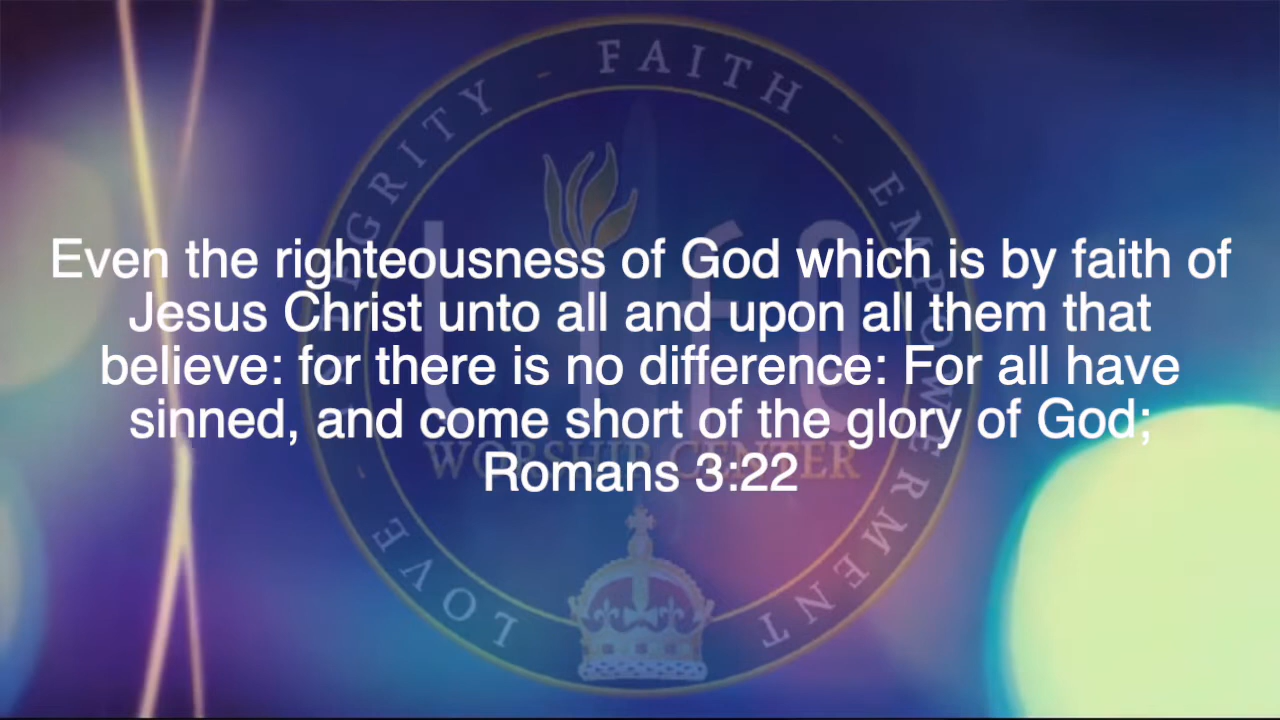 FAITH - EMPOWERMENT
LOVE
Even the righteousness of God which is by faith of
Jesus Christ unto all and upon all them that
believe: for there is no difference: For all have
sinned, and come short of the glory of God;
Romans 3:22
WORSHIP CENTER